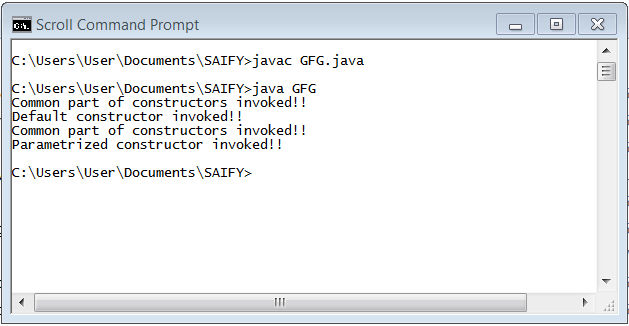 Scroll Command Prompt
C:\Users\User\Documents\SAIFY>javac GFG.java
C:\Users\User\Documents\SAIFY>java GFG
Common part of constructors invoked!!
Default constructor invoked!!
Common part of constructors invoked!!
Parametrized constructor invoked!!
C:\Users\User\Documents\SAIFY>